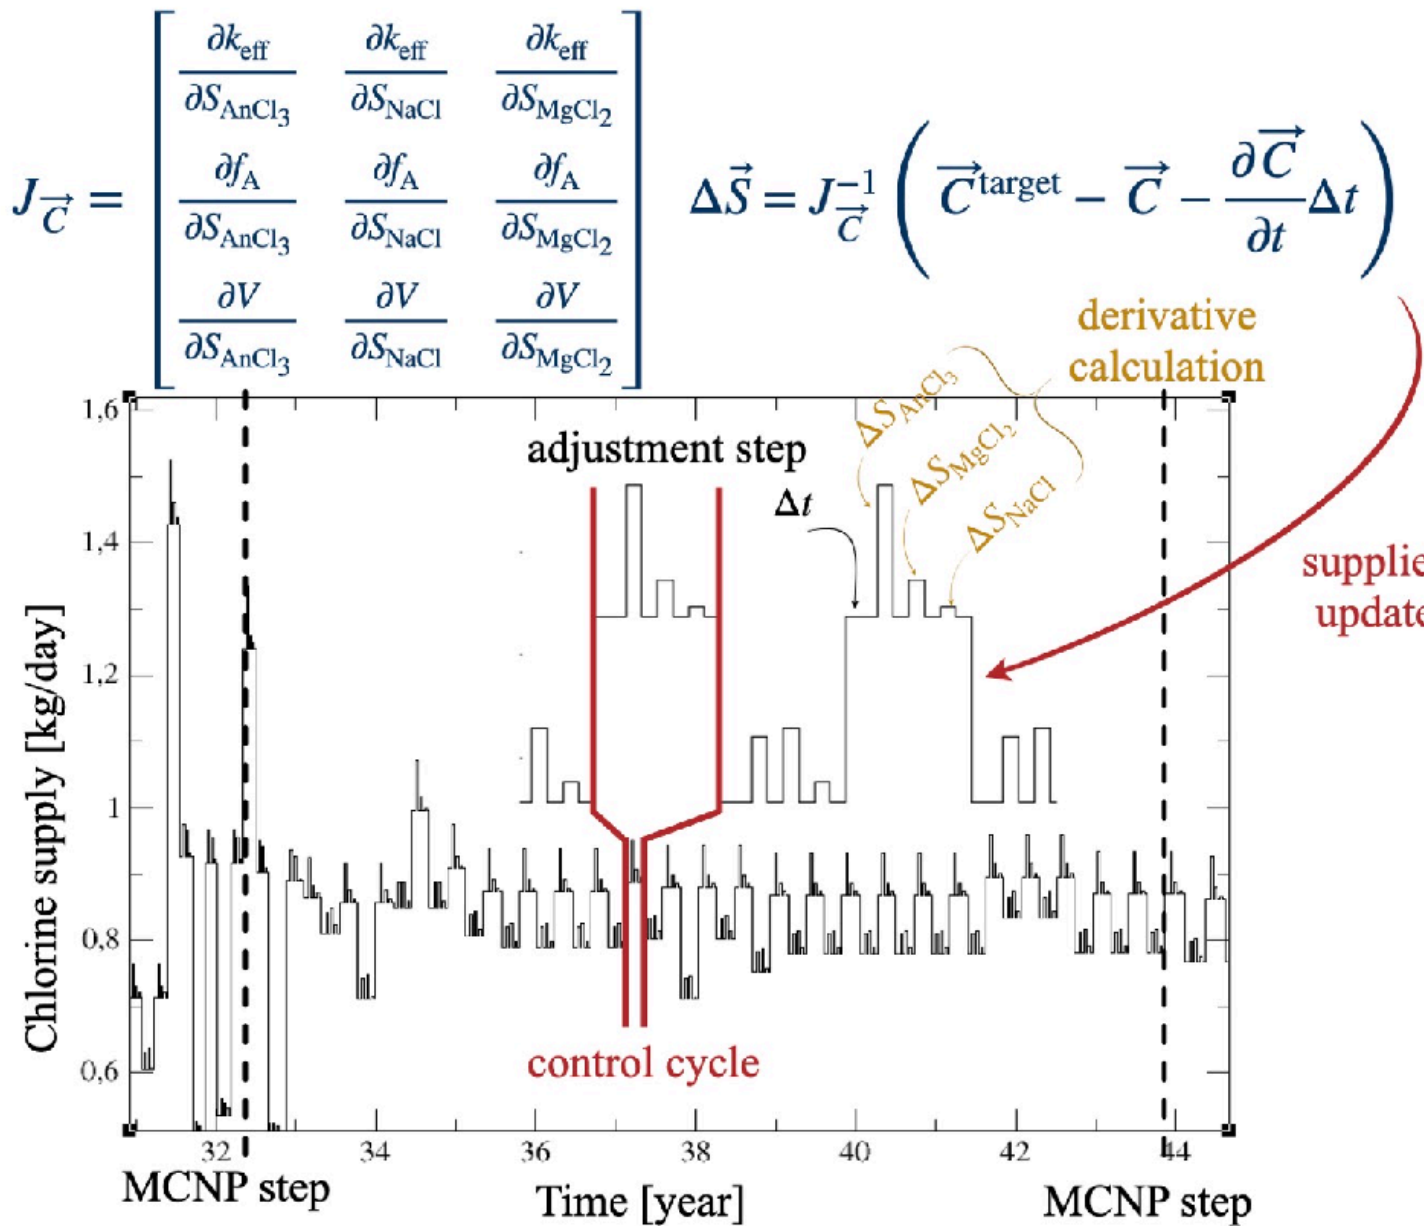 J_C⃗ = [ ∂k_eff/∂S_AnCl₃ ∂k_eff/∂S_NaCl ∂k_eff/∂S_MgCl₂
∂f_A/∂S_AnCl₃ ∂f_A/∂S_NaCl ∂f_A/∂S_MgCl₂
∂V/∂S_AnCl₃ ∂V/∂S_NaCl ∂V/∂S_MgCl₂ ]
ΔS⃗ = J_C⃗⁻¹ ( C⃗^target − C⃗ − ∂C⃗/∂t Δt )
derivative
calculation
supplie
update
adjustment step
Δt
ΔS_AnCl₃
ΔS_MgCl₂
ΔS_NaCl
control cycle
Chlorine supply [kg/day]
1,6
1,4
1,2
1
0,8
0,6
32 34 36 38 40 42 44
MCNP step
Time [year]
MCNP step